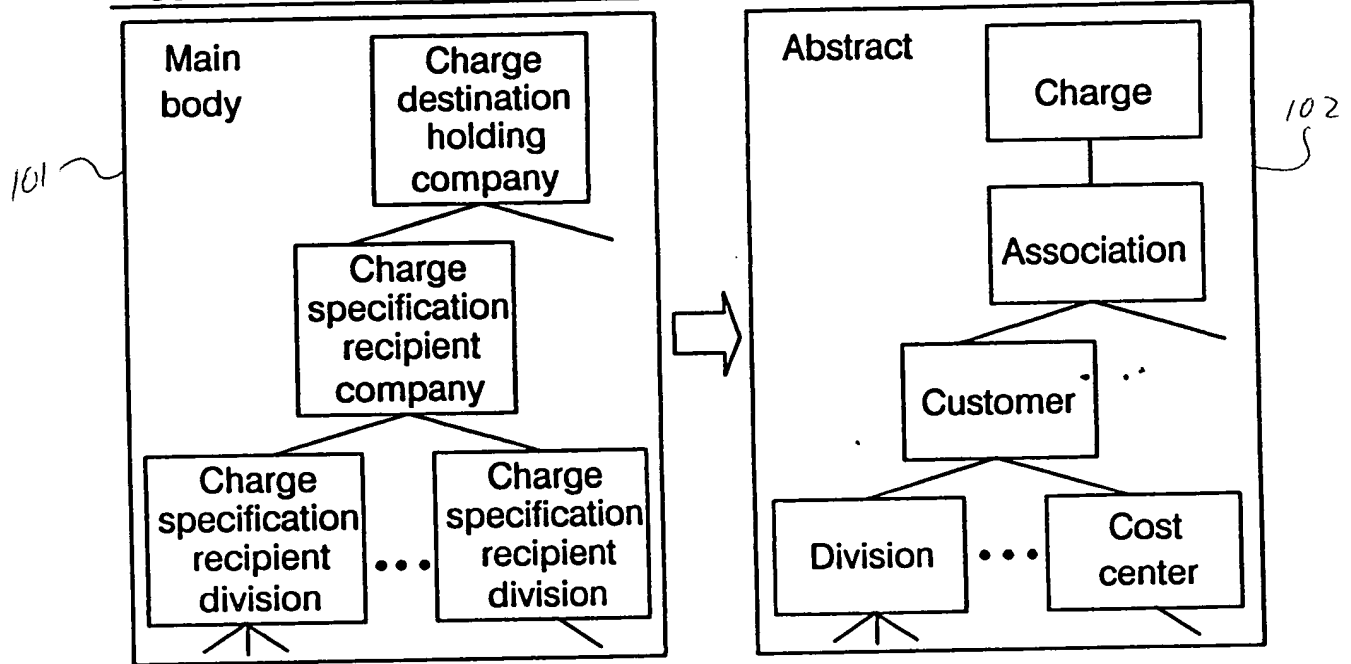 Main
body
Charge
destination
holding
company
101
Charge
specification
recipient
company
Charge
specification
recipient
division
Charge
specification
recipient
division
Abstract
Charge
102
Association
Customer
Division
Cost
center